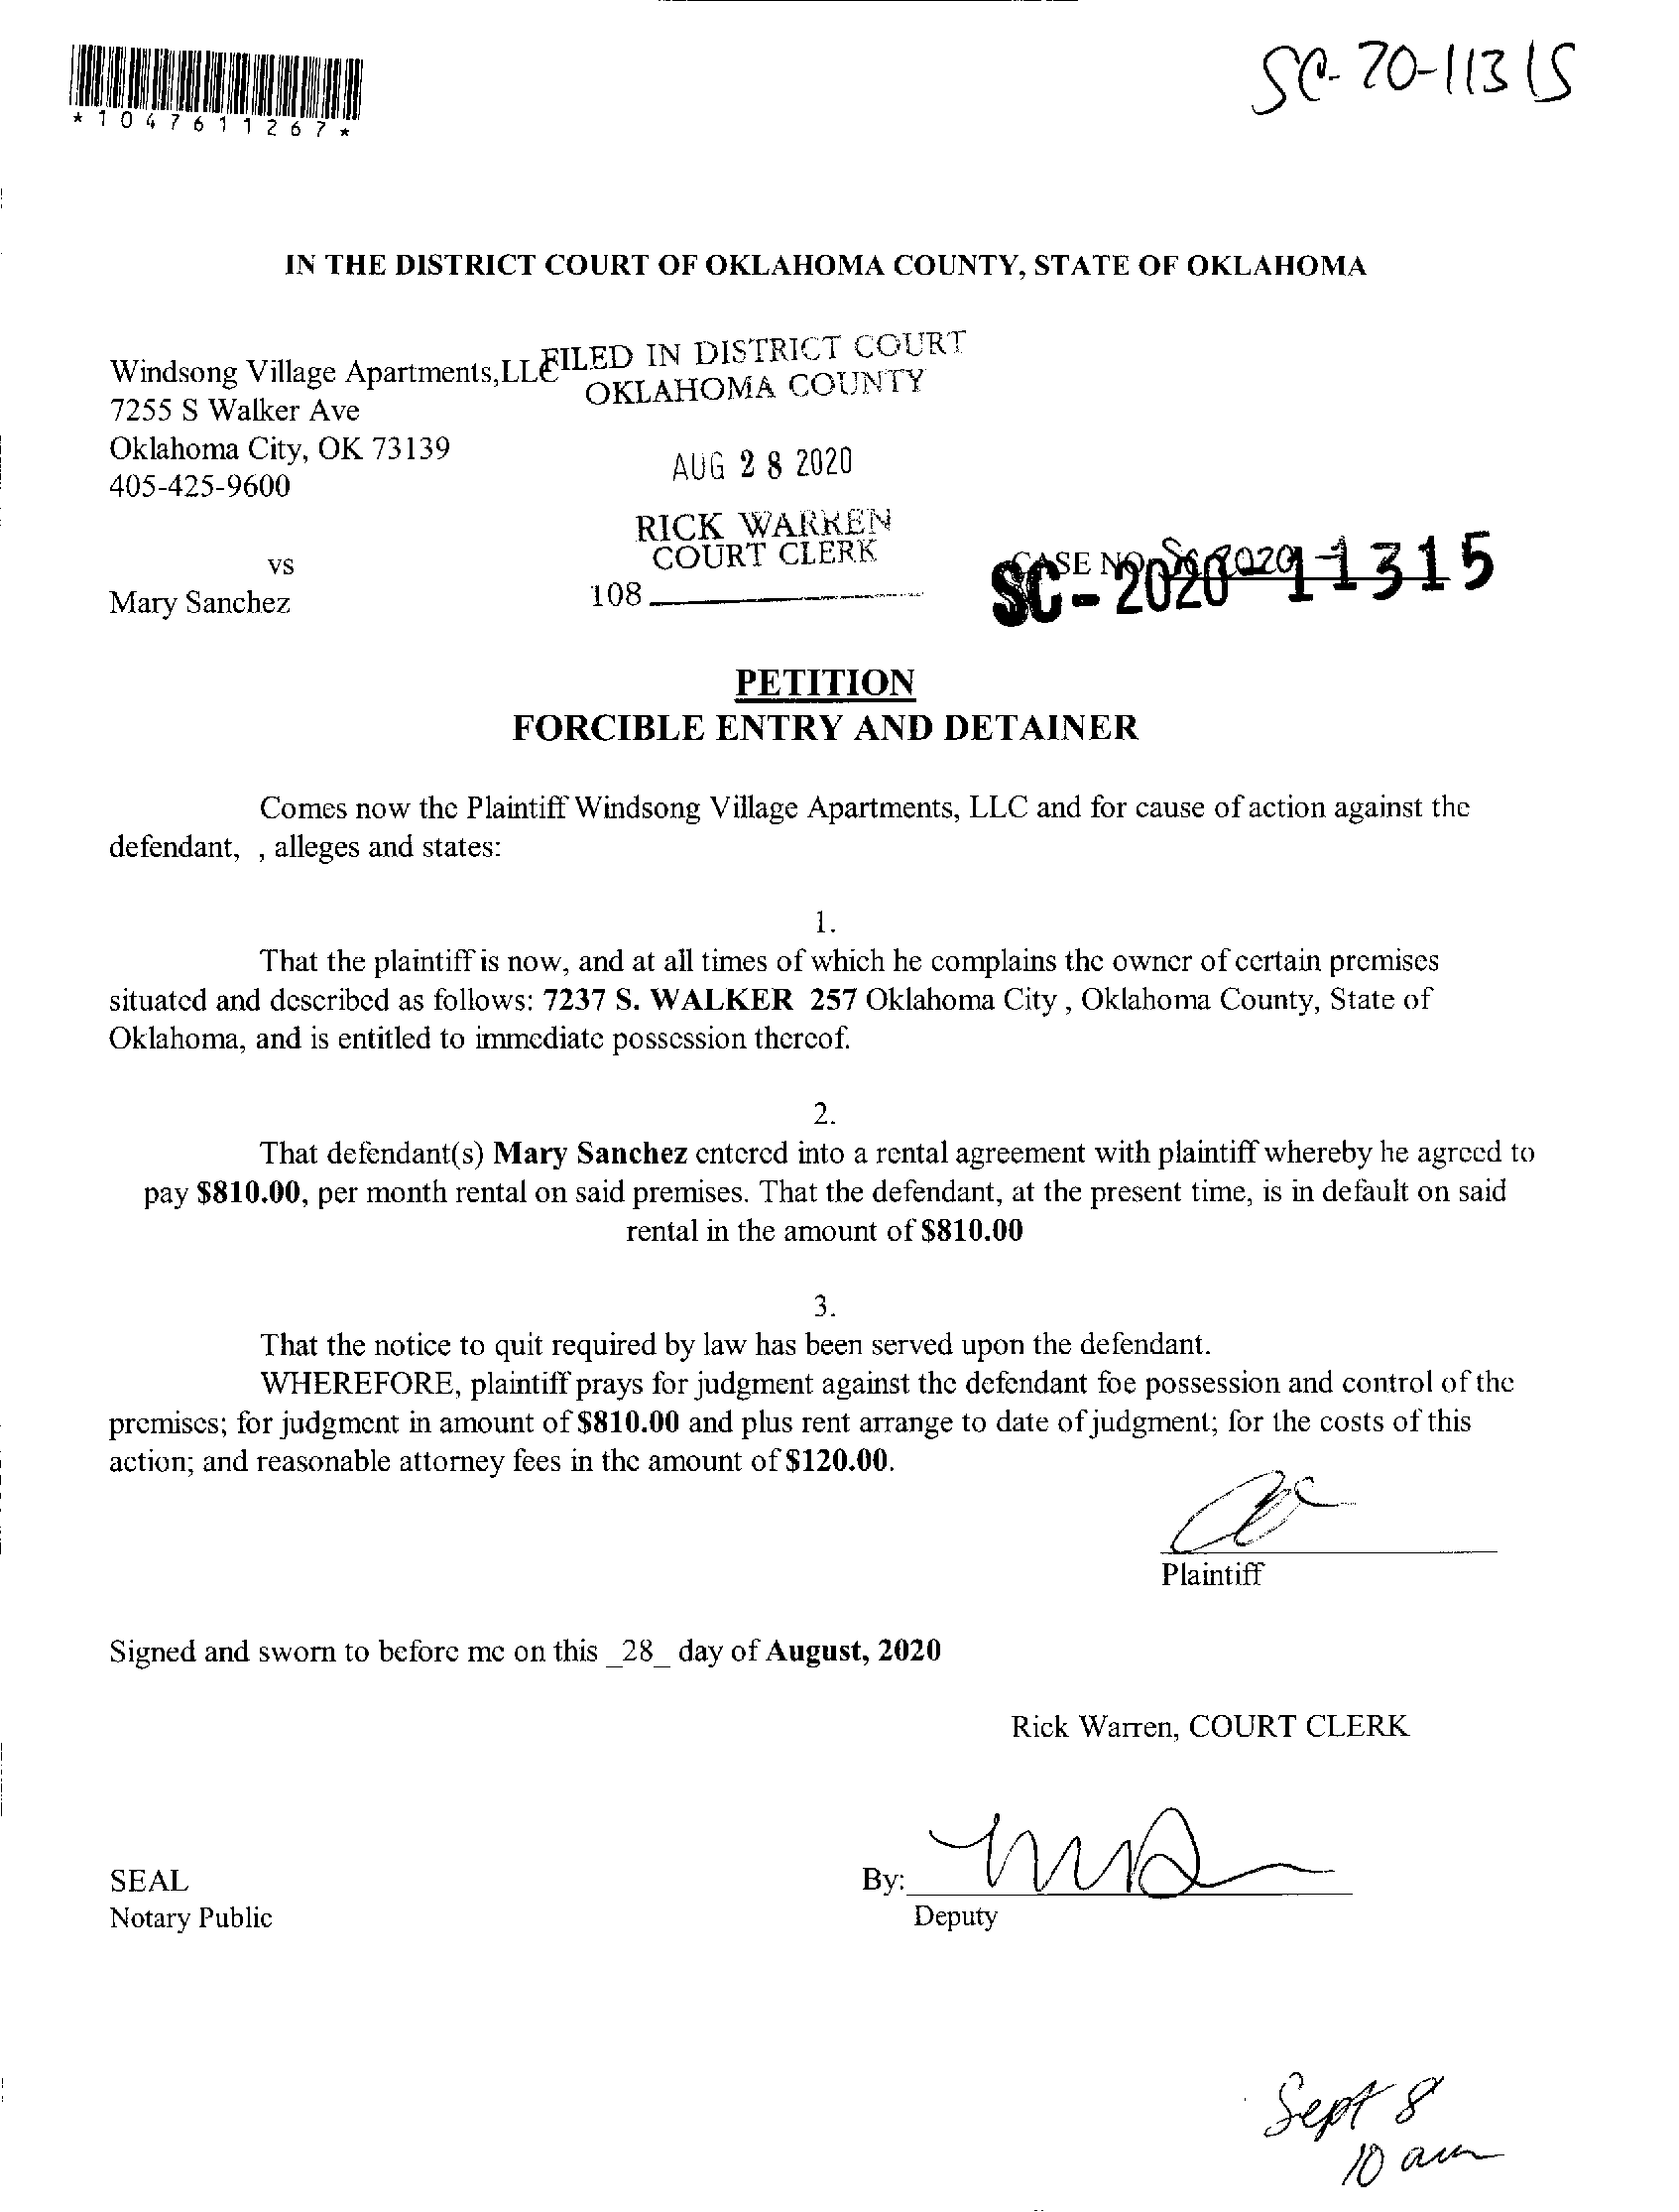 SC-20-11315
*1047611267*
IN THE DISTRICT COURT OF OKLAHOMA COUNTY, STATE OF OKLAHOMA
Windsong Village Apartments,LLC
7255 S Walker Ave
Oklahoma City, OK 73139
405-425-9600
FILED IN DISTRICT COURT
OKLAHOMA COUNTY
AUG 28 2020
RICK WARREN
COURT CLERK
108
vs
Mary Sanchez
CASE NO.
SC-2020-11315
PETITION
FORCIBLE ENTRY AND DETAINER
Comes now the Plaintiff Windsong Village Apartments, LLC and for cause of action against the
defendant, , alleges and states:
1.
That the plaintiff is now, and at all times of which he complains the owner of certain premises
situated and described as follows: 7237 S. WALKER 257 Oklahoma City , Oklahoma County, State of
Oklahoma, and is entitled to immediate possession thereof.
2.
That defendant(s) Mary Sanchez entered into a rental agreement with plaintiff whereby he agreed to
pay $810.00, per month rental on said premises. That the defendant, at the present time, is in default on said
rental in the amount of $810.00
3.
That the notice to quit required by law has been served upon the defendant.
WHEREFORE, plaintiff prays for judgment against the defendant foe possession and control of the
premises; for judgment in amount of $810.00 and plus rent arrange to date of judgment; for the costs of this
action; and reasonable attorney fees in the amount of $120.00.
Plaintiff
Signed and sworn to before me on this _28_ day of August, 2020
Rick Warren, COURT CLERK
SEAL
Notary Public
By:
Deputy
Sept 8
10 am